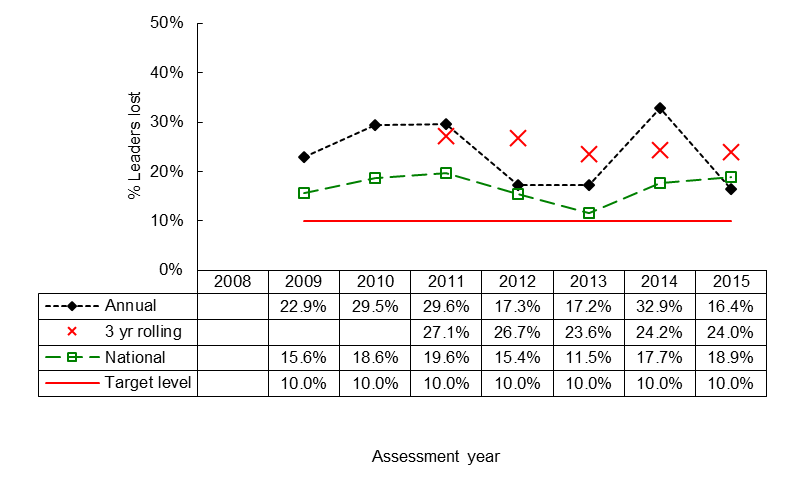 50%
40%
30%
20%
10%
0%
% Leaders lost
2008 2009 2010 2011 2012 2013 2014 2015
Annual 22.9% 29.5% 29.6% 17.3% 17.2% 32.9% 16.4%
3 yr rolling 27.1% 26.7% 23.6% 24.2% 24.0%
National 15.6% 18.6% 19.6% 15.4% 11.5% 17.7% 18.9%
Target level 10.0% 10.0% 10.0% 10.0% 10.0% 10.0% 10.0%
Assessment year